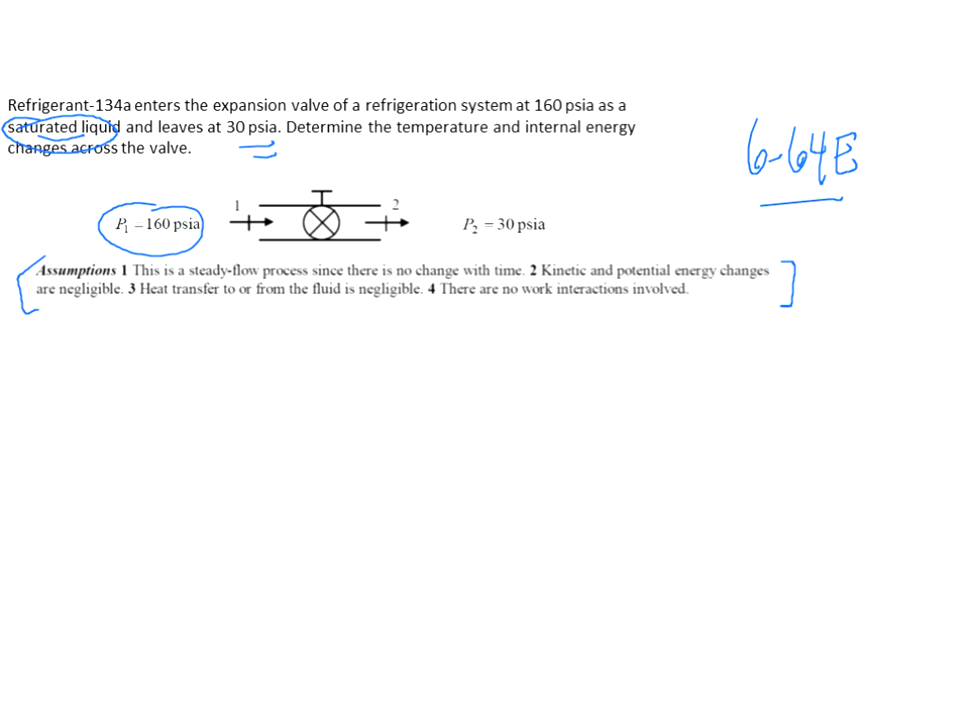 Refrigerant-134a enters the expansion valve of a refrigeration system at 160 psia as a
saturated liquid and leaves at 30 psia. Determine the temperature and internal energy
changes across the valve.
6-64E
1
2
P₁ = 160 psia
P₂ = 30 psia
Assumptions 1 This is a steady-flow process since there is no change with time. 2 Kinetic and potential energy changes
are negligible. 3 Heat transfer to or from the fluid is negligible. 4 There are no work interactions involved.